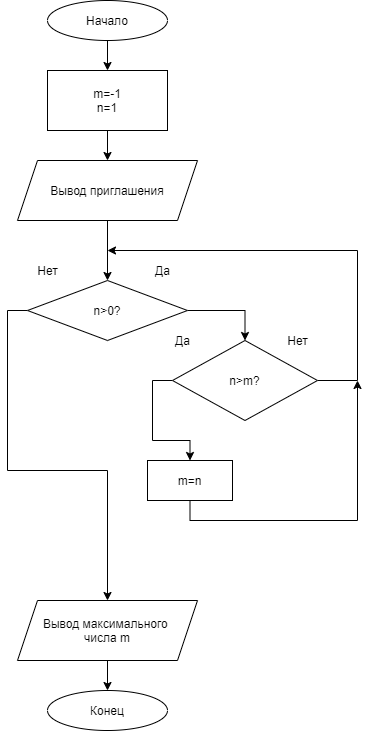 Начало
m=-1
n=1
Вывод приглашения
Нет
Да
n>0?
Да
Нет
n>m?
m=n
Вывод максимального
числа m
Конец